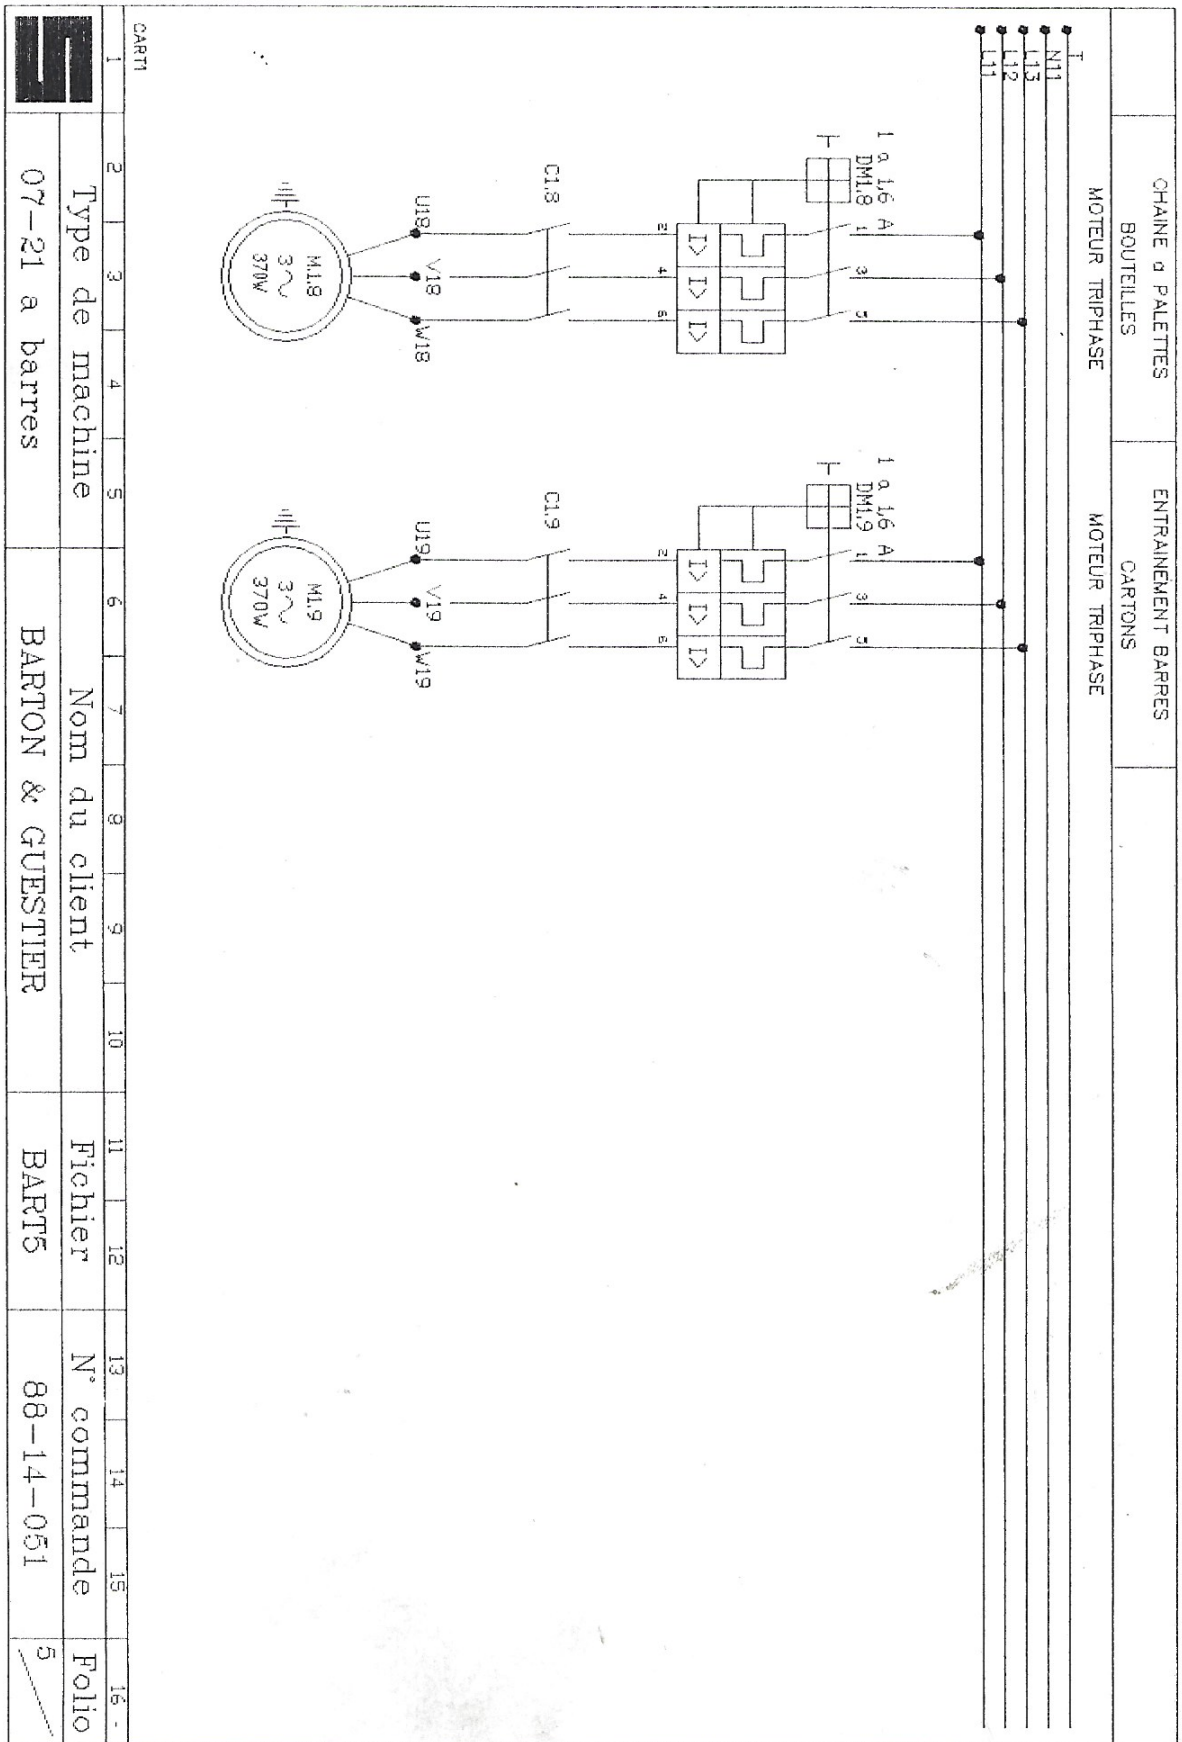 CHAINE a PALETTES
BOUTEILLES
MOTEUR TRIPHASE
ENTRAINEMENT BARRES
CARTONS
MOTEUR TRIPHASE
T
N11
L13
L12
L11
1 a 1,6 A
DM1.8
1 3 5
I> I> I>
2 4 6
C1.8
U18 V18 W18
M.1.8
3~
370W
1 a 1,6 A
DM1.9
1 3 5
I> I> I>
2 4 6
C1.9
U19 V19 W19
M1.9
3~
370W
CART1
1 2 3 4 5 6 7 8 9 10 11 12 13 14 15 16 -
Type de machine Nom du client Fichier N° commande Folio
07-21 a barres BARTON & GUESTIER BART5 88-14-051 5